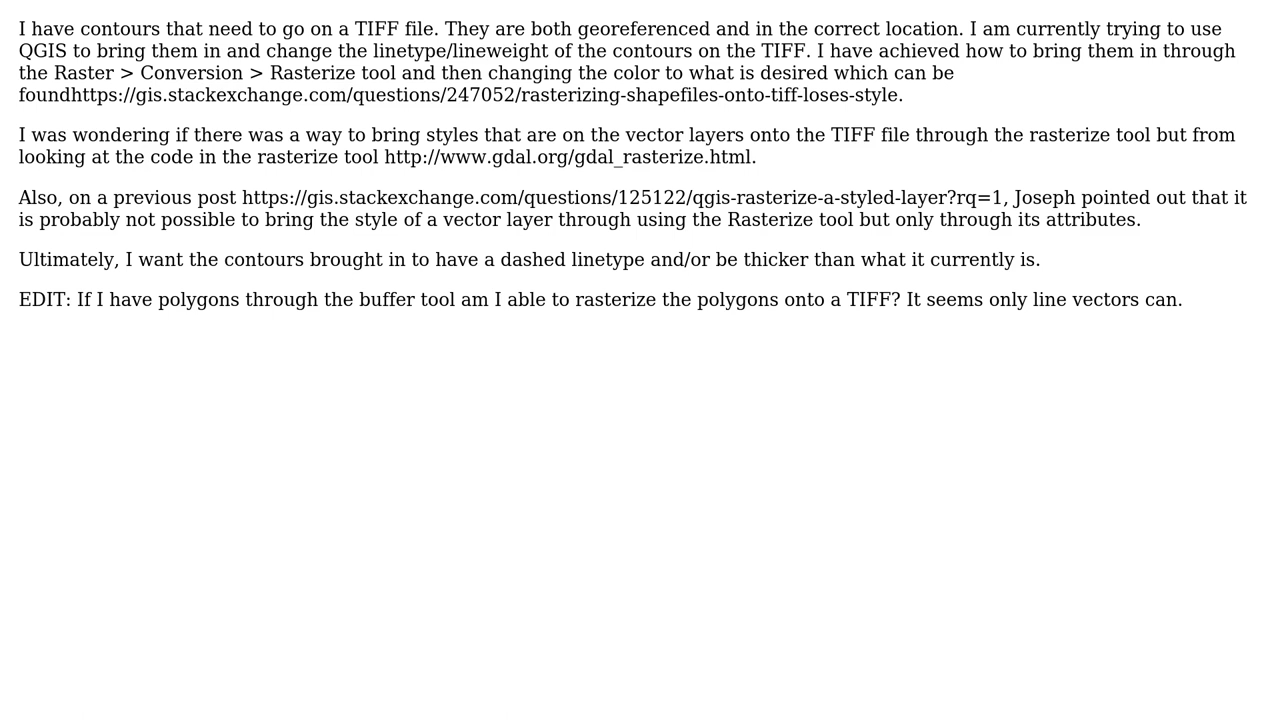 I have contours that need to go on a TIFF file. They are both georeferenced and in the correct location. I am currently trying to use
QGIS to bring them in and change the linetype/lineweight of the contours on the TIFF. I have achieved how to bring them in through
the Raster > Conversion > Rasterize tool and then changing the color to what is desired which can be
foundhttps://gis.stackexchange.com/questions/247052/rasterizing-shapefiles-onto-tiff-loses-style.
I was wondering if there was a way to bring styles that are on the vector layers onto the TIFF file through the rasterize tool but from
looking at the code in the rasterize tool http://www.gdal.org/gdal_rasterize.html.
Also, on a previous post https://gis.stackexchange.com/questions/125122/qgis-rasterize-a-styled-layer?rq=1, Joseph pointed out that it
is probably not possible to bring the style of a vector layer through using the Rasterize tool but only through its attributes.
Ultimately, I want the contours brought in to have a dashed linetype and/or be thicker than what it currently is.
EDIT: If I have polygons through the buffer tool am I able to rasterize the polygons onto a TIFF? It seems only line vectors can.